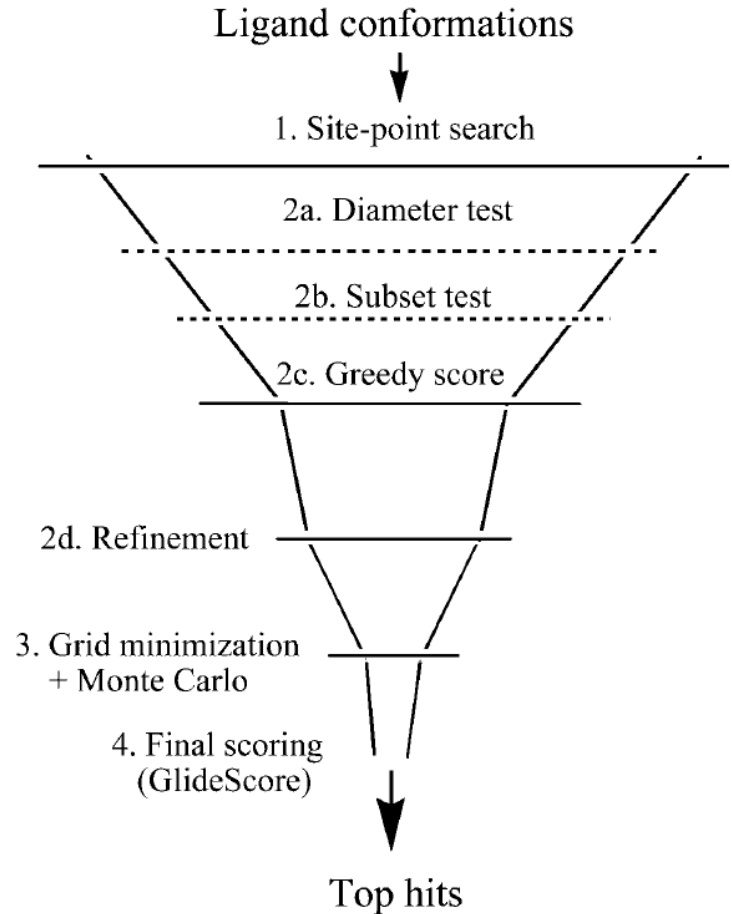 Ligand conformations
1. Site-point search
2a. Diameter test
2b. Subset test
2c. Greedy score
2d. Refinement
3. Grid minimization
+ Monte Carlo
4. Final scoring
(GlideScore)
Top hits